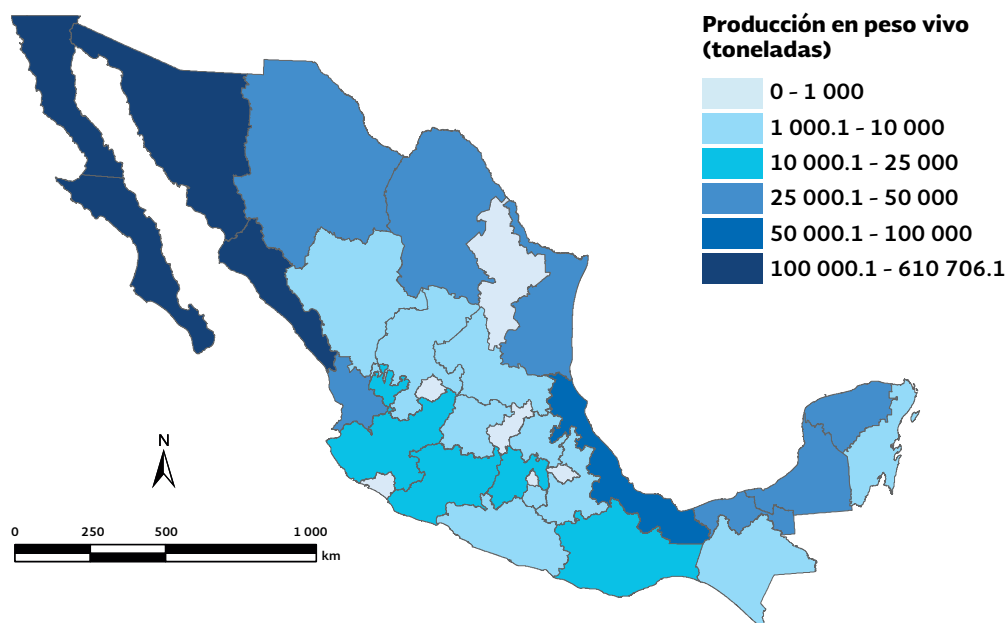 Producción en peso vivo
(toneladas)
0 - 1 000
1 000.1 - 10 000
10 000.1 - 25 000
25 000.1 - 50 000
50 000.1 - 100 000
100 000.1 - 610 706.1
N
0 250 500 1 000
km